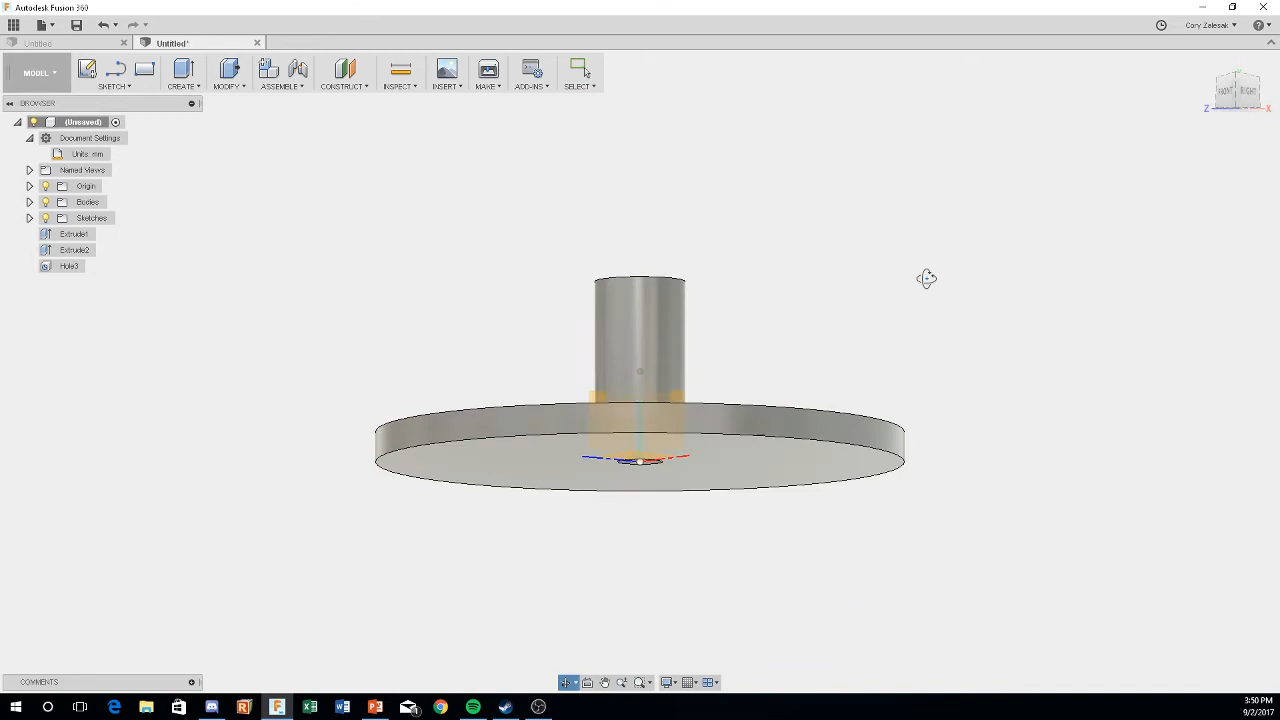 Autodesk Fusion 360
Cory Zalesak
Untitled
Untitled*
MODEL
SKETCH
CREATE
MODIFY
ASSEMBLE
CONSTRUCT
INSPECT
INSERT
MAKE
ADD-INS
SELECT
FRONT RIGHT
Z X
BROWSER
(Unsaved)
Document Settings
Units: mm
Named Views
Origin
Bodies
Sketches
Extrude1
Extrude2
Hole3
COMMENTS
3:50 PM
9/2/2017